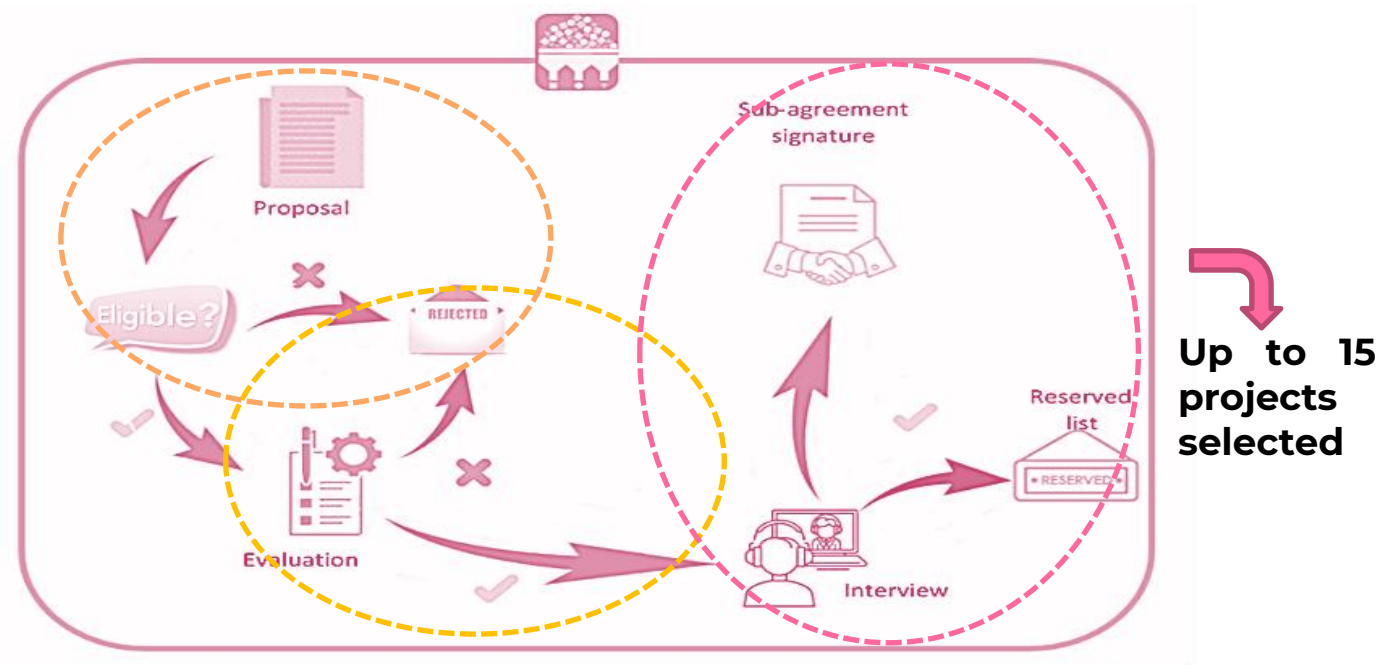 Proposal
Eligible?
REJECTED
Evaluation
Sub-agreement
signature
Interview
Reserved
list
RESERVED
Up to 15
projects
selected